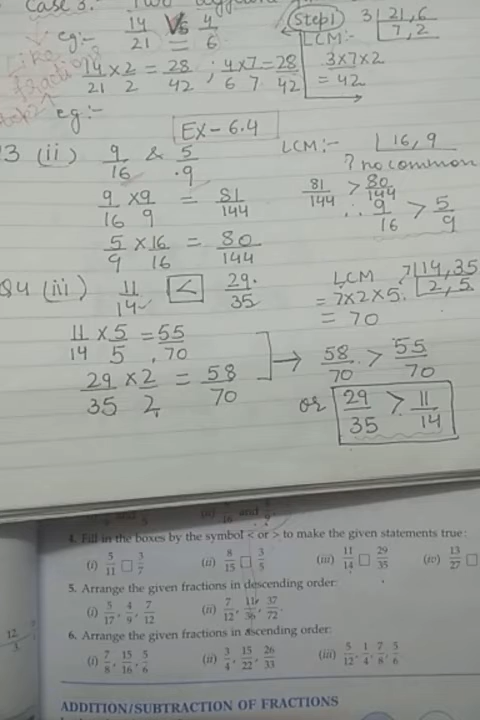 Case 3.
eg:- 14/21 Vs 4/6
Step1 3 | 21, 6
7, 2
LCM:-
3×7×2
= 42
Like fractions
14/21 × 2/2 = 28/42 ; 4/6 × 7/7 = 28/42
eg:-
Ex-6.4
3 (ii) 9/16 & 5/9
LCM:- | 16, 9
? no common
9/16 × 9/9 = 81/144
5/9 × 16/16 = 80/144
81/144 > 80/144
∴ 9/16 > 5/9
Q4 (iii) 11/14 < 29/35
LCM 7 | 14, 35
2, 5
= 7×2×5
= 70
11/14 × 5/5 = 55/70
29/35 × 2/2 = 58/70
→ 58/70 > 55/70
or 29/35 > 11/14
4. Fill in the boxes by the symbol < or > to make the given statements true:
(i) 5/11 □ 3/7 (ii) 8/15 □ 3/5 (iii) 11/14 □ 29/35 (iv) 13/27 □
5. Arrange the given fractions in descending order:
(i) 5/17, 4/9, 7/12 (ii) 7/12, 11/36, 37/72.
6. Arrange the given fractions in ascending order:
(i) 7/8, 15/16, 5/6 (ii) 3/4, 15/22, 26/33 (iii) 5/12, 1/4, 7/8, 5/6
ADDITION/SUBTRACTION OF FRACTIONS